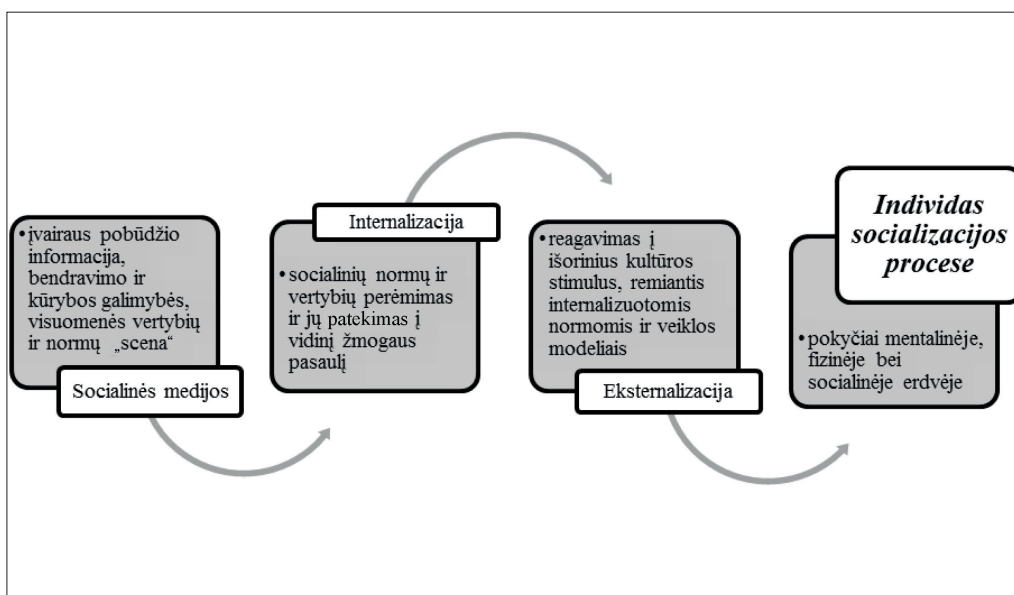 • įvairaus pobūdžio
informacija,
bendravimo ir
kūrybos galimybės,
visuomenės vertybių
ir normų „scena“
Socialinės medijos
Internalizacija
• socialinių normų ir
vertybių perėmimas
ir jų patekimas į
vidinį žmogaus
pasaulį
• reagavimas į
išorinius kultūros
stimulus, remiantis
internalizuotomis
normomis ir veiklos
modeliais
Eksternalizacija
Individas
socializacijos
procese
• pokyčiai mentalinėje,
fizinėje bei
socialinėje erdvėje